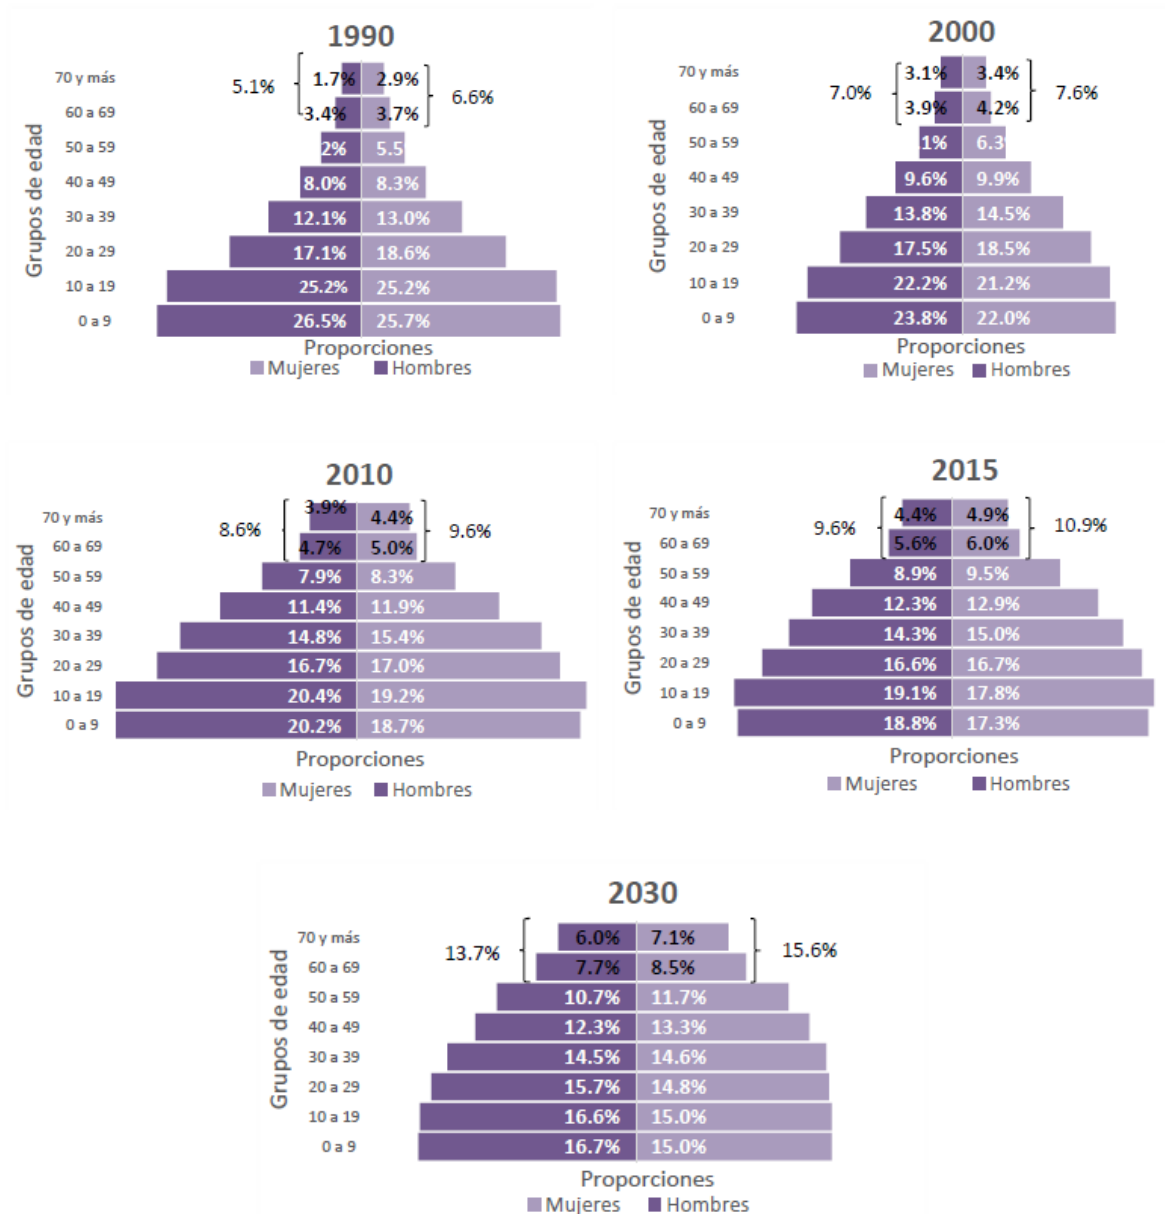 1990
70 y más 1.7% 2.9%
5.1% 6.6%
60 a 69 3.4% 3.7%
50 a 59 2% 5.5
40 a 49 8.0% 8.3%
30 a 39 12.1% 13.0%
20 a 29 17.1% 18.6%
10 a 19 25.2% 25.2%
0 a 9 26.5% 25.7%
Grupos de edad
Proporciones
Mujeres Hombres
2000
70 y más 3.1% 3.4%
7.0% 7.6%
60 a 69 3.9% 4.2%
50 a 59 .1% 6.3
40 a 49 9.6% 9.9%
30 a 39 13.8% 14.5%
20 a 29 17.5% 18.5%
10 a 19 22.2% 21.2%
0 a 9 23.8% 22.0%
Grupos de edad
Proporciones
Mujeres Hombres
2010
70 y más 3.9% 4.4%
8.6% 9.6%
60 a 69 4.7% 5.0%
50 a 59 7.9% 8.3%
40 a 49 11.4% 11.9%
30 a 39 14.8% 15.4%
20 a 29 16.7% 17.0%
10 a 19 20.4% 19.2%
0 a 9 20.2% 18.7%
Grupos de edad
Proporciones
Mujeres Hombres
2015
70 y más 4.4% 4.9%
9.6% 10.9%
60 a 69 5.6% 6.0%
50 a 59 8.9% 9.5%
40 a 49 12.3% 12.9%
30 a 39 14.3% 15.0%
20 a 29 16.6% 16.7%
10 a 19 19.1% 17.8%
0 a 9 18.8% 17.3%
Grupos de edad
Proporciones
Mujeres Hombres
2030
70 y más 6.0% 7.1%
13.7% 15.6%
60 a 69 7.7% 8.5%
50 a 59 10.7% 11.7%
40 a 49 12.3% 13.3%
30 a 39 14.5% 14.6%
20 a 29 15.7% 14.8%
10 a 19 16.6% 15.0%
0 a 9 16.7% 15.0%
Grupos de edad
Proporciones
Mujeres Hombres